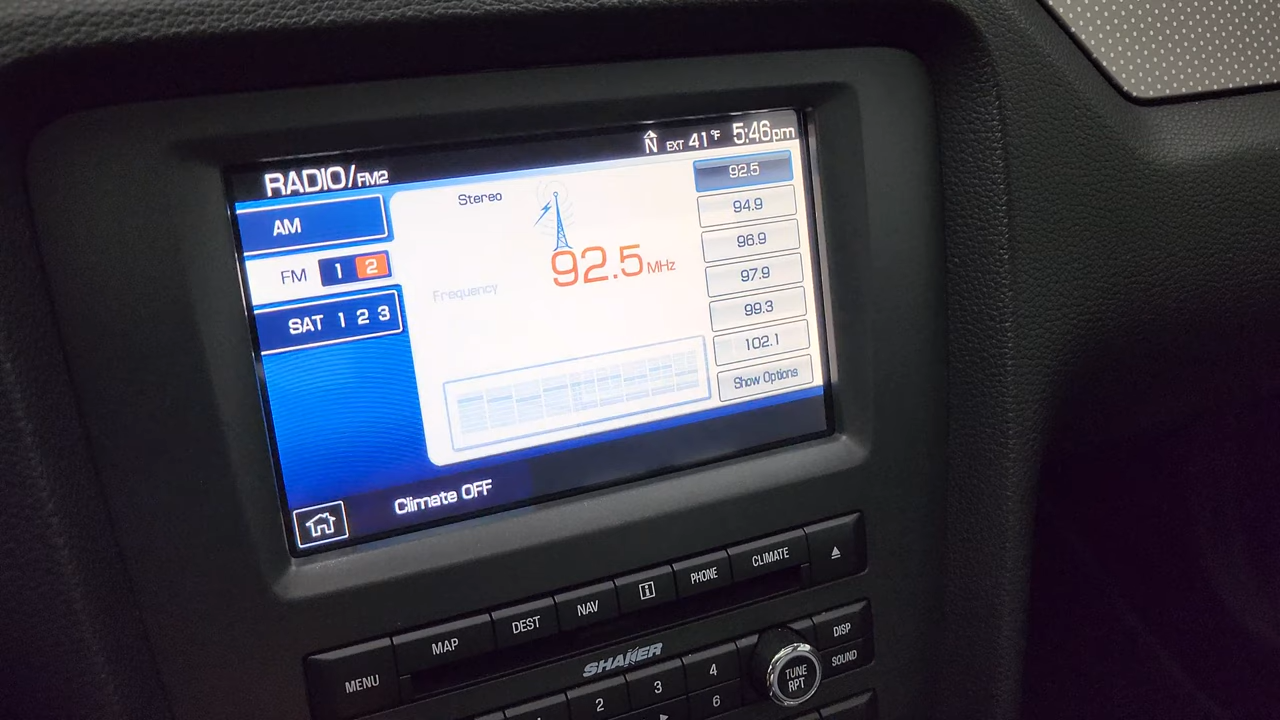 N EXT 41°F 5:46pm
RADIO/FM2
AM
FM 1 2
SAT 1 2 3
Stereo
92.5 MHz
Frequency
92.5
94.9
96.9
97.9
99.3
102.1
Show Options
Climate OFF
MENU
MAP
DEST
NAV
i
PHONE
CLIMATE
SHAKER
2
3
4
6
TUNE
RPT
DISP
SOUND